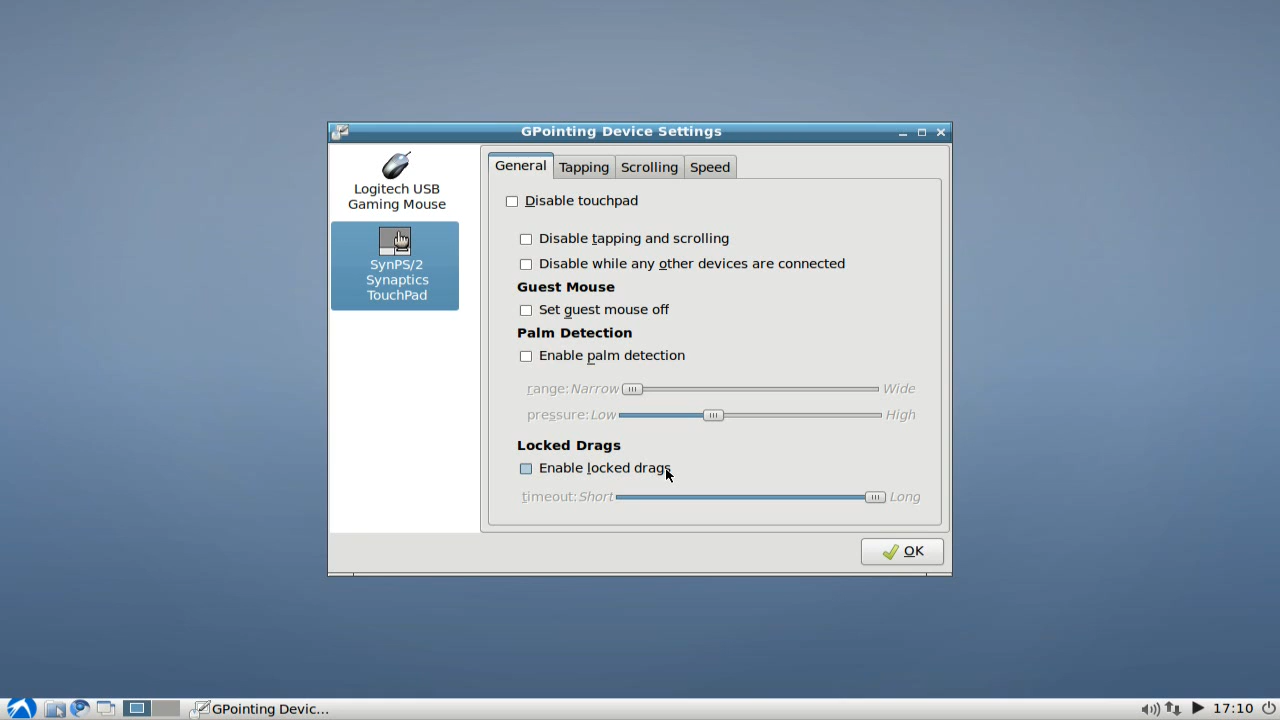 GPointing Device Settings
Logitech USB
Gaming Mouse
SynPS/2
Synaptics
TouchPad
General Tapping Scrolling Speed
Disable touchpad
Disable tapping and scrolling
Disable while any other devices are connected
Guest Mouse
Set guest mouse off
Palm Detection
Enable palm detection
range: Narrow Wide
pressure: Low High
Locked Drags
Enable locked drags
timeout: Short Long
OK
GPointing Devic... 17:10